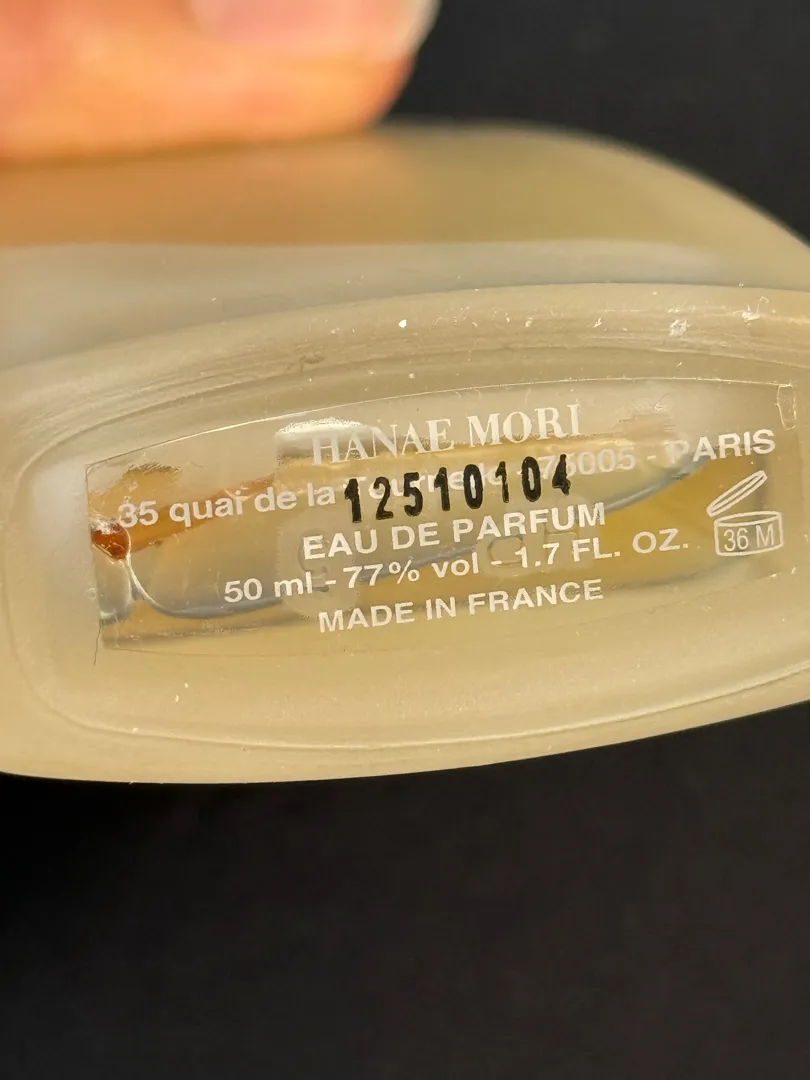 HANAE MORI
35 quai de la Tournelle - 75005 - PARIS
12510104
EAU DE PARFUM
50 ml - 77% vol - 1.7 FL. OZ.
36 M
MADE IN FRANCE